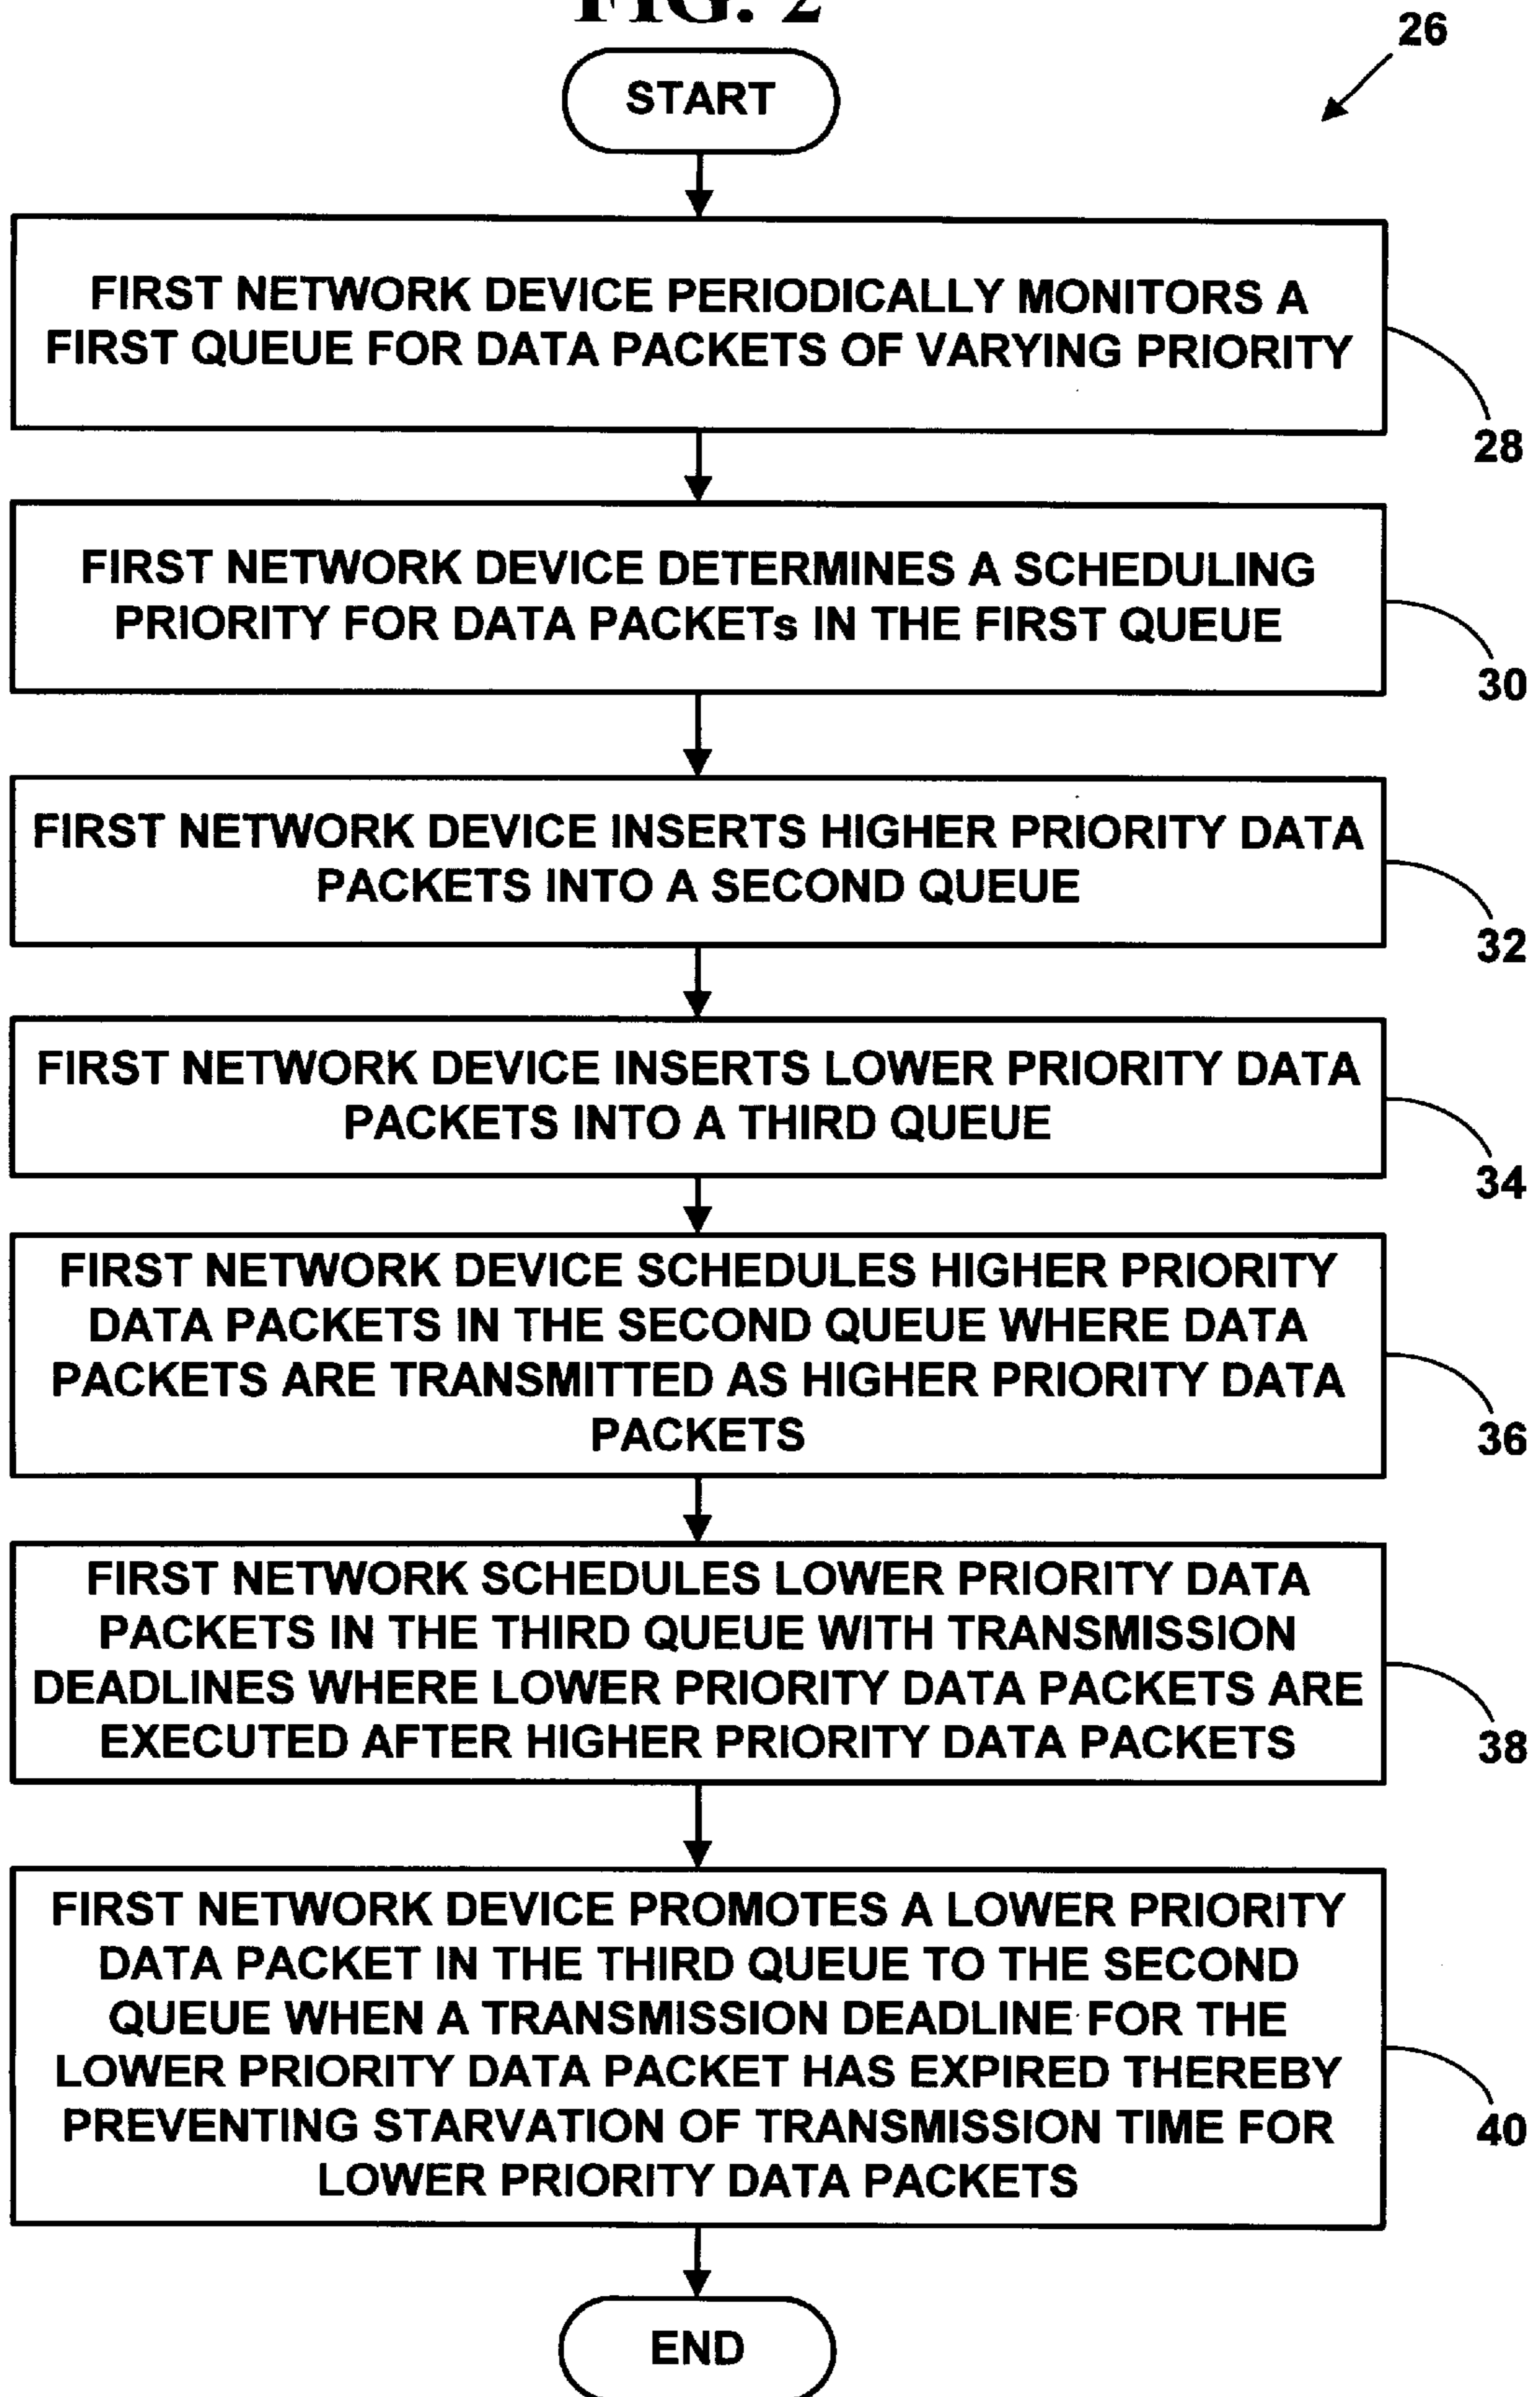 FIG. 2
26
START
FIRST NETWORK DEVICE PERIODICALLY MONITORS A
FIRST QUEUE FOR DATA PACKETS OF VARYING PRIORITY
28
FIRST NETWORK DEVICE DETERMINES A SCHEDULING
PRIORITY FOR DATA PACKETs IN THE FIRST QUEUE
30
FIRST NETWORK DEVICE INSERTS HIGHER PRIORITY DATA
PACKETS INTO A SECOND QUEUE
32
FIRST NETWORK DEVICE INSERTS LOWER PRIORITY DATA
PACKETS INTO A THIRD QUEUE
34
FIRST NETWORK DEVICE SCHEDULES HIGHER PRIORITY
DATA PACKETS IN THE SECOND QUEUE WHERE DATA
PACKETS ARE TRANSMITTED AS HIGHER PRIORITY DATA
PACKETS
36
FIRST NETWORK SCHEDULES LOWER PRIORITY DATA
PACKETS IN THE THIRD QUEUE WITH TRANSMISSION
DEADLINES WHERE LOWER PRIORITY DATA PACKETS ARE
EXECUTED AFTER HIGHER PRIORITY DATA PACKETS
38
FIRST NETWORK DEVICE PROMOTES A LOWER PRIORITY
DATA PACKET IN THE THIRD QUEUE TO THE SECOND
QUEUE WHEN A TRANSMISSION DEADLINE FOR THE
LOWER PRIORITY DATA PACKET HAS EXPIRED THEREBY
PREVENTING STARVATION OF TRANSMISSION TIME FOR
LOWER PRIORITY DATA PACKETS
40
END